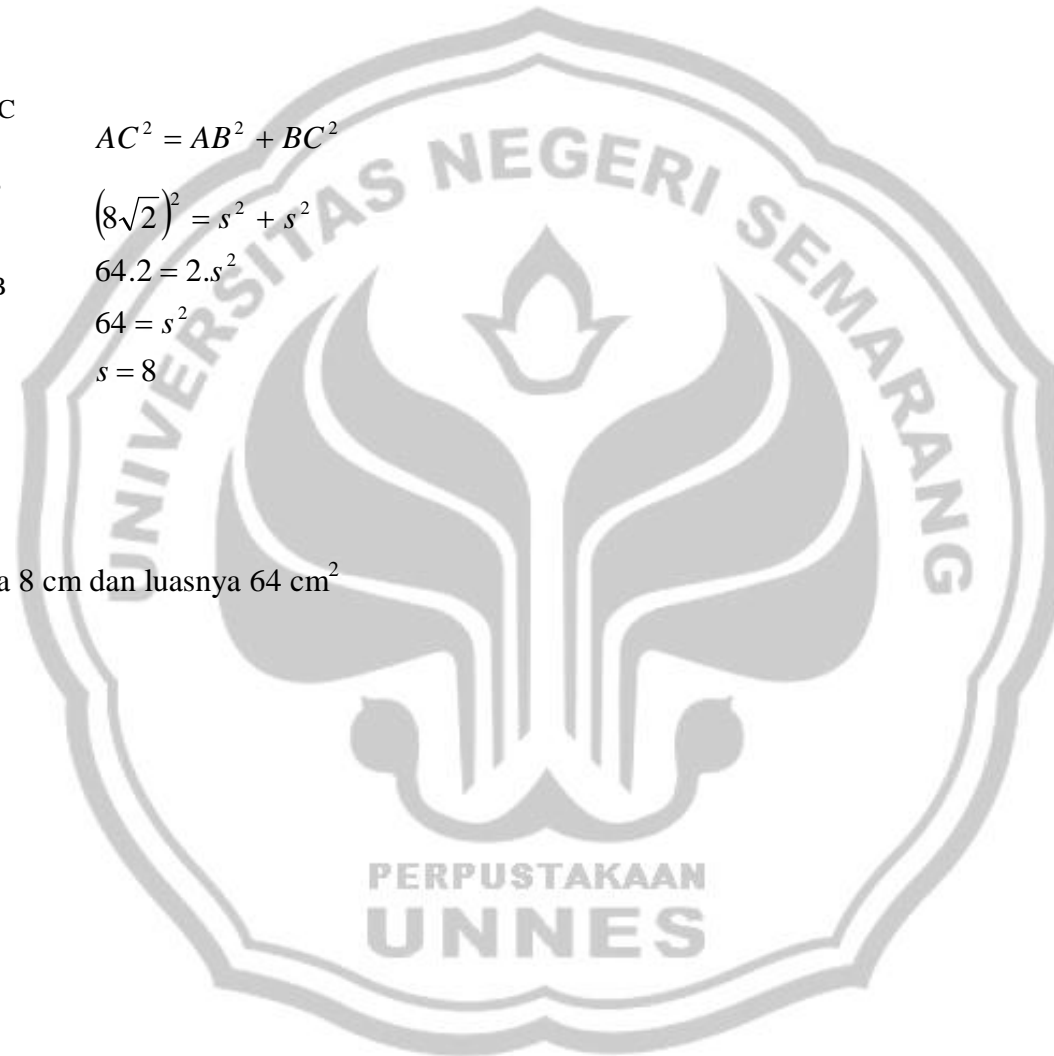 C
AC² = AB² + BC²
(8√2)² = s² + s²
64.2 = 2.s²
B
64 = s²
s = 8
a 8 cm dan luasnya 64 cm²
UNIVERSITAS NEGERI SEMARANG
PERPUSTAKAAN
UNNES